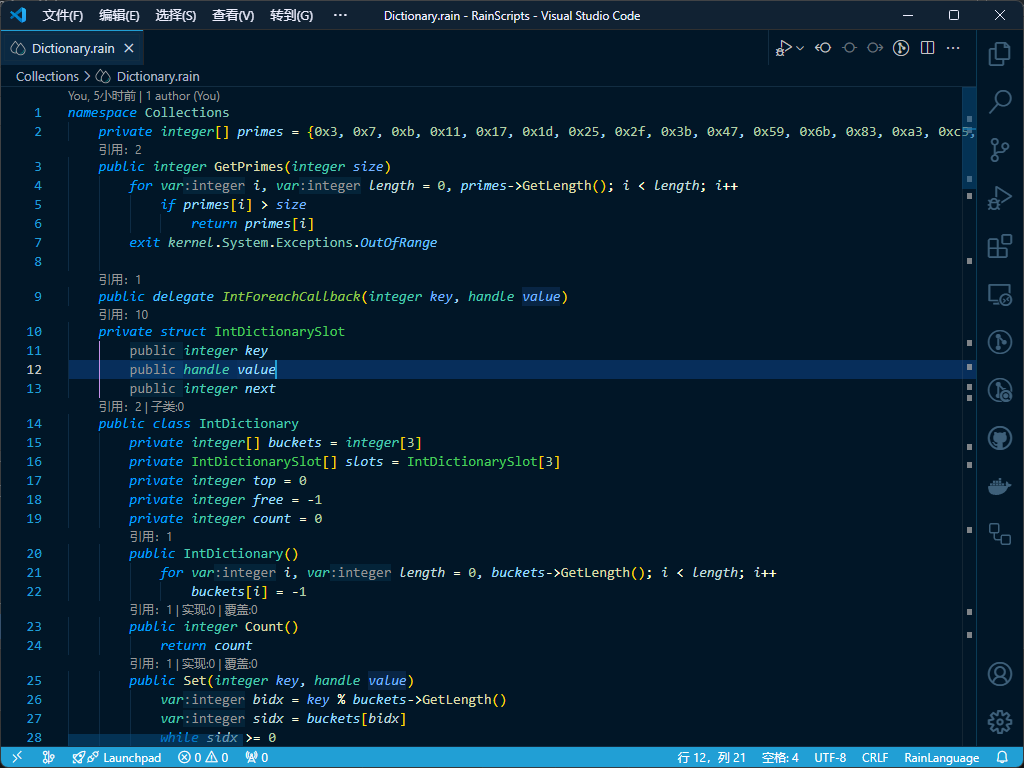 文件(F) 编辑(E) 选择(S) 查看(V) 转到(G) ··· Dictionary.rain - RainScripts - Visual Studio Code
Dictionary.rain
Collections > Dictionary.rain
You, 5小时前 | 1 author (You)
1 namespace Collections
2 private integer[] primes = {0x3, 0x7, 0xb, 0x11, 0x17, 0x1d, 0x25, 0x2f, 0x3b, 0x47, 0x59, 0x6b, 0x83, 0xa3, 0xc5,
引用: 2
3 public integer GetPrimes(integer size)
4 for var:integer i, var:integer length = 0, primes->GetLength(); i < length; i++
5 if primes[i] > size
6 return primes[i]
7 exit kernel.System.Exceptions.OutOfRange
8
引用: 1
9 public delegate IntForeachCallback(integer key, handle value)
引用: 10
10 private struct IntDictionarySlot
11 public integer key
12 public handle value
13 public integer next
引用: 2 | 子类:0
14 public class IntDictionary
15 private integer[] buckets = integer[3]
16 private IntDictionarySlot[] slots = IntDictionarySlot[3]
17 private integer top = 0
18 private integer free = -1
19 private integer count = 0
引用: 1
20 public IntDictionary()
21 for var:integer i, var:integer length = 0, buckets->GetLength(); i < length; i++
22 buckets[i] = -1
引用: 1 | 实现:0 | 覆盖:0
23 public integer Count()
24 return count
引用: 1 | 实现:0 | 覆盖:0
25 public Set(integer key, handle value)
26 var:integer bidx = key % buckets->GetLength()
27 var:integer sidx = buckets[bidx]
28 while sidx >= 0
Launchpad 0 0 0 行 12, 列 21 空格: 4 UTF-8 CRLF RainLanguage